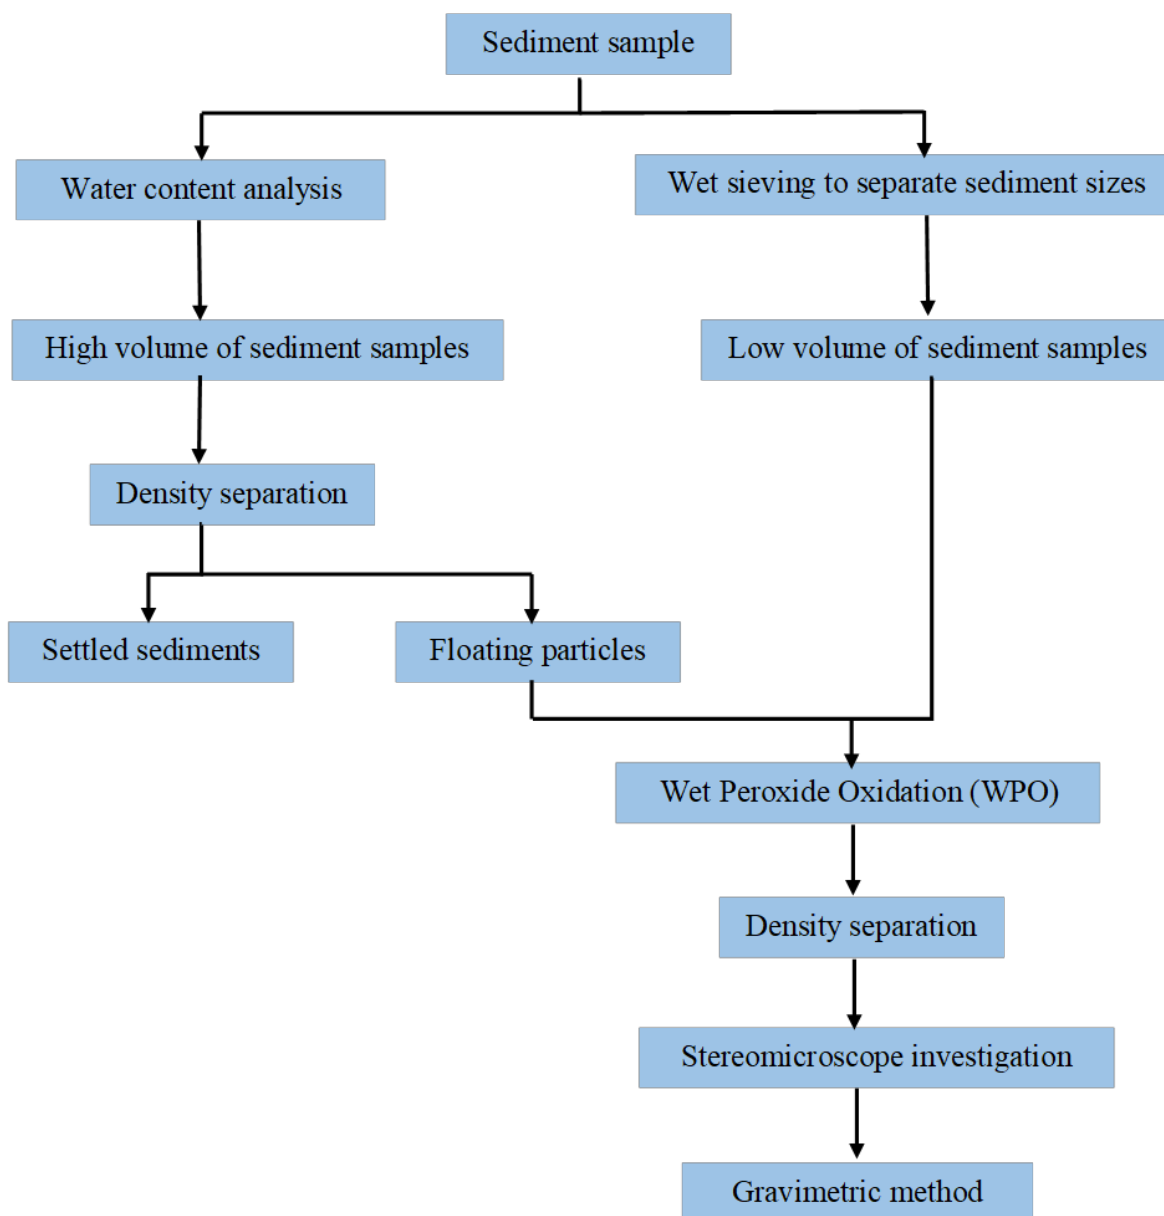 Sediment sample
Water content analysis
Wet sieving to separate sediment sizes
High volume of sediment samples
Low volume of sediment samples
Density separation
Settled sediments
Floating particles
Wet Peroxide Oxidation (WPO)
Density separation
Stereomicroscope investigation
Gravimetric method